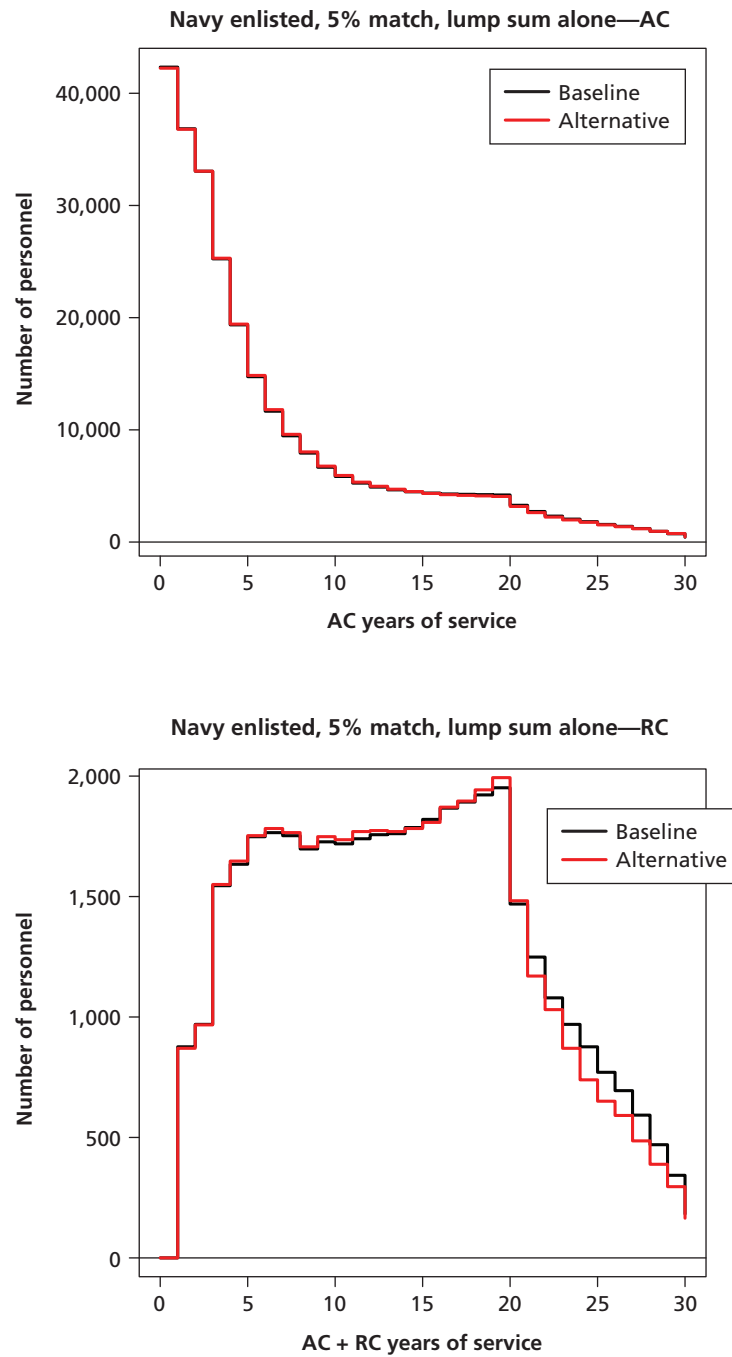 Navy enlisted, 5% match, lump sum alone—AC
Baseline
Alternative
Number of personnel
40,000
30,000
20,000
10,000
0
0 5 10 15 20 25 30
AC years of service
Navy enlisted, 5% match, lump sum alone—RC
Baseline
Alternative
Number of personnel
2,000
1,500
1,000
500
0
0 5 10 15 20 25 30
AC + RC years of service